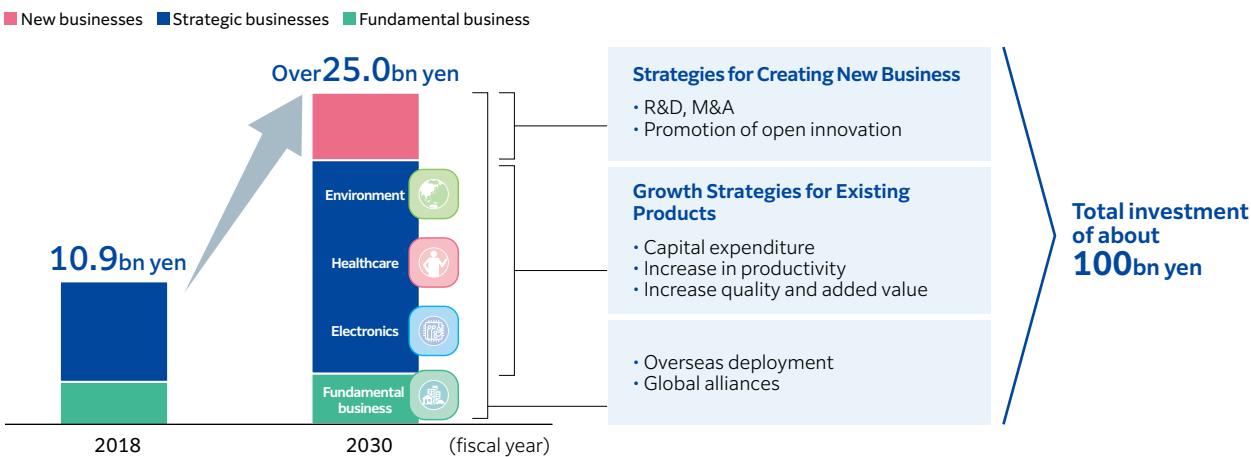 New businesses Strategic businesses Fundamental business
Over 25.0bn yen
10.9bn yen
Environment
Healthcare
Electronics
Fundamental
business
2018
2030
(fiscal year)
Strategies for Creating New Business
・R&D, M&A
・Promotion of open innovation
Growth Strategies for Existing
Products
・Capital expenditure
・Increase in productivity
・Increase quality and added value
・Overseas deployment
・Global alliances
Total investment
of about
100bn yen